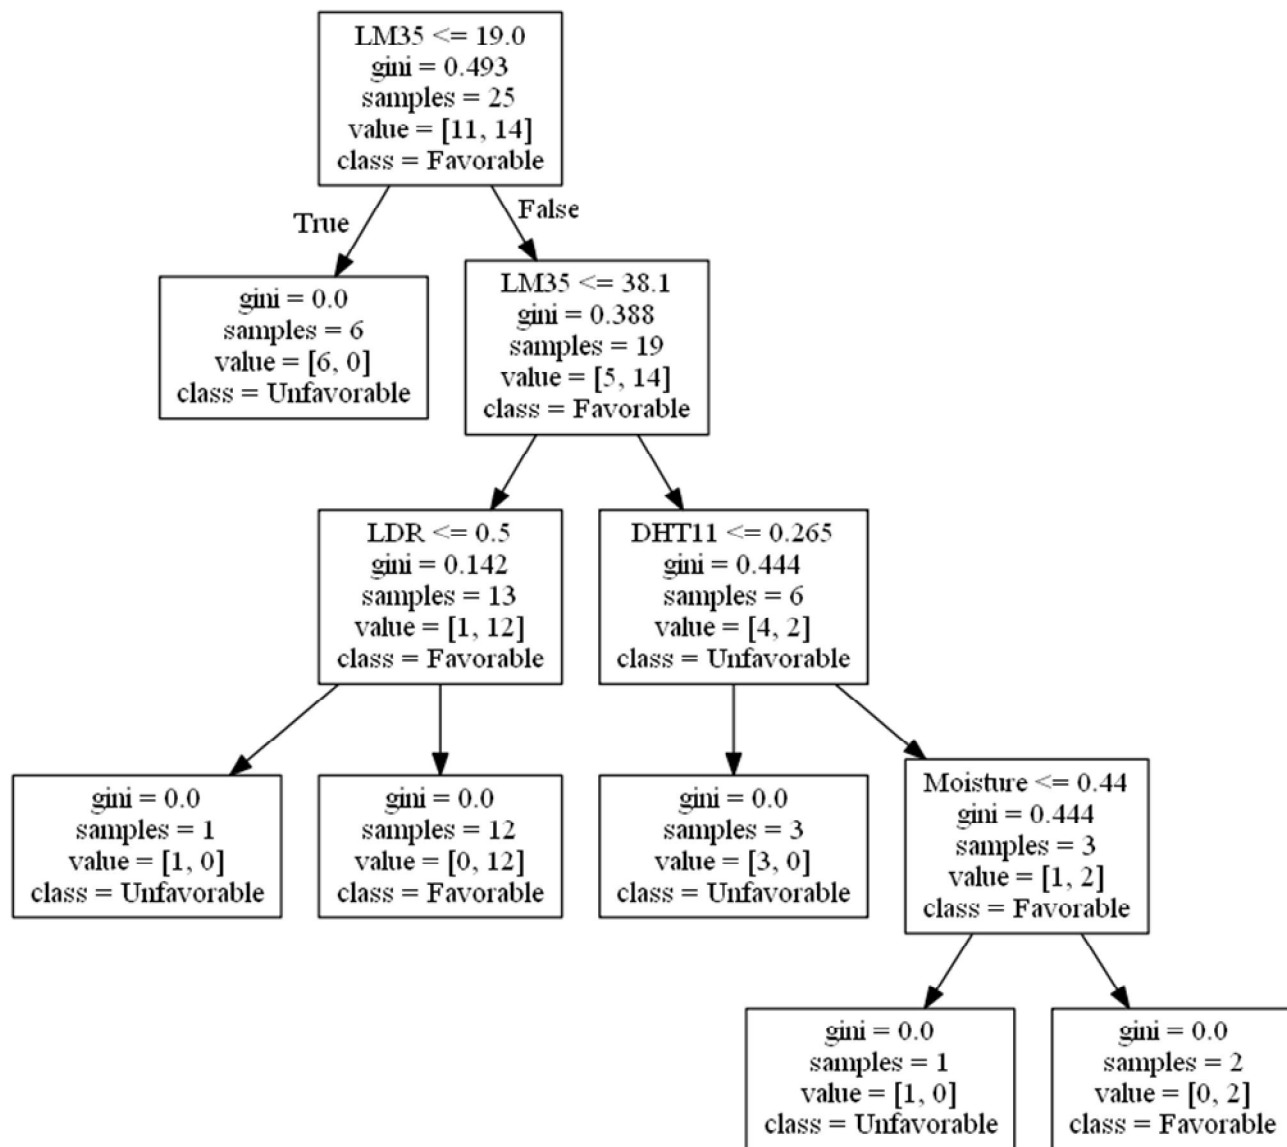 LM35 <= 19.0
gini = 0.493
samples = 25
value = [11, 14]
class = Favorable
True
False
gini = 0.0
samples = 6
value = [6, 0]
class = Unfavorable
LM35 <= 38.1
gini = 0.388
samples = 19
value = [5, 14]
class = Favorable
LDR <= 0.5
gini = 0.142
samples = 13
value = [1, 12]
class = Favorable
DHT11 <= 0.265
gini = 0.444
samples = 6
value = [4, 2]
class = Unfavorable
gini = 0.0
samples = 1
value = [1, 0]
class = Unfavorable
gini = 0.0
samples = 12
value = [0, 12]
class = Favorable
gini = 0.0
samples = 3
value = [3, 0]
class = Unfavorable
Moisture <= 0.44
gini = 0.444
samples = 3
value = [1, 2]
class = Favorable
gini = 0.0
samples = 1
value = [1, 0]
class = Unfavorable
gini = 0.0
samples = 2
value = [0, 2]
class = Favorable